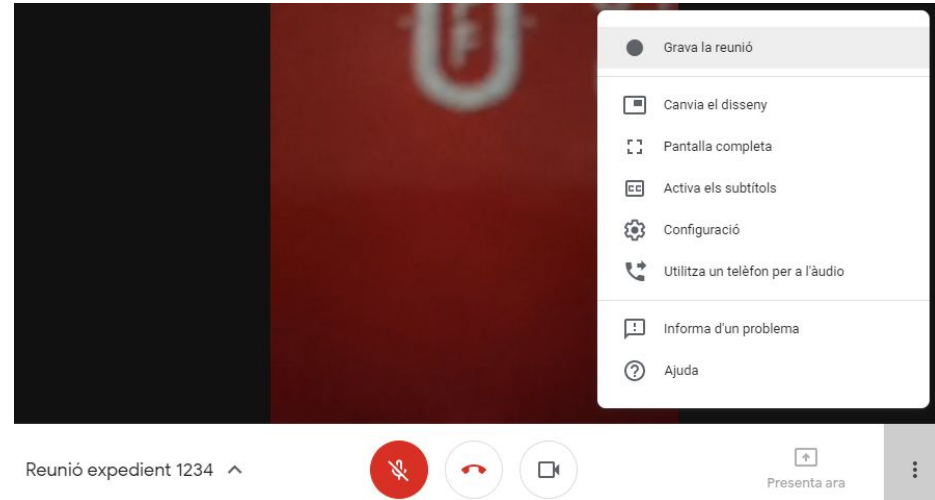 Grava la reunió
Canvia el disseny
Pantalla completa
Activa els subtítols
Configuració
Utilitza un telèfon per a l'àudio
Informa d'un problema
Ajuda
Reunió expedient 1234
Presenta ara